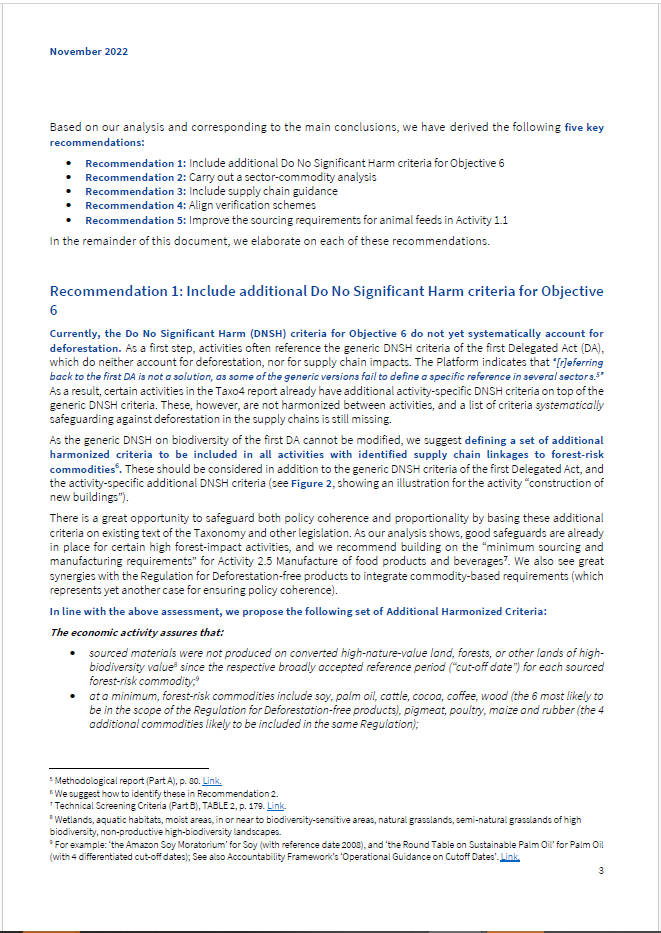 November 2022
Based on our analysis and corresponding to the main conclusions, we have derived the following five key
recommendations:
• Recommendation 1: Include additional Do No Significant Harm criteria for Objective 6
• Recommendation 2: Carry out a sector-commodity analysis
• Recommendation 3: Include supply chain guidance
• Recommendation 4: Align verification schemes
• Recommendation 5: Improve the sourcing requirements for animal feeds in Activity 1.1
In the remainder of this document, we elaborate on each of these recommendations.
Recommendation 1: Include additional Do No Significant Harm criteria for Objective
6
Currently, the Do No Significant Harm (DNSH) criteria for Objective 6 do not yet systematically account for
deforestation. As a first step, activities often reference the generic DNSH criteria of the first Delegated Act (DA),
which do neither account for deforestation, nor for supply chain impacts. The Platform indicates that "[r]eferring
back to the first DA is not a solution, as some of the generic versions fail to define a specific reference in several sectors.⁵"
As a result, certain activities in the Taxo4 report already have additional activity-specific DNSH criteria on top of the
generic DNSH criteria. These, however, are not harmonized between activities, and a list of criteria systematically
safeguarding against deforestation in the supply chains is still missing.
As the generic DNSH on biodiversity of the first DA cannot be modified, we suggest defining a set of additional
harmonized criteria to be included in all activities with identified supply chain linkages to forest-risk
commodities⁶. These should be considered in addition to the generic DNSH criteria of the first Delegated Act, and
the activity-specific additional DNSH criteria (see Figure 2, showing an illustration for the activity "construction of
new buildings").
There is a great opportunity to safeguard both policy coherence and proportionality by basing these additional
criteria on existing text of the Taxonomy and other legislation. As our analysis shows, good safeguards are already
in place for certain high forest-impact activities, and we recommend building on the "minimum sourcing and
manufacturing requirements" for Activity 2.5 Manufacture of food products and beverages⁷. We also see great
synergies with the Regulation for Deforestation-free products to integrate commodity-based requirements (which
represents yet another case for ensuring policy coherence).
In line with the above assessment, we propose the following set of Additional Harmonized Criteria:
The economic activity assures that:
• sourced materials were not produced on converted high-nature-value land, forests, or other lands of high-
biodiversity value⁸ since the respective broadly accepted reference period ("cut-off date") for each sourced
forest-risk commodity;⁹
• at a minimum, forest-risk commodities include soy, palm oil, cattle, cocoa, coffee, wood (the 6 most likely to
be in the scope of the Regulation for Deforestation-free products), pigmeat, poultry, maize and rubber (the 4
additional commodities likely to be included in the same Regulation);
⁵ Methodological report (Part A), p. 80. Link.
⁶ We suggest how to identify these in Recommendation 2.
⁷ Technical Screening Criteria (Part B), TABLE 2, p. 179. Link.
⁸ Wetlands, aquatic habitats, moist areas, in or near to biodiversity-sensitive areas, natural grasslands, semi-natural grasslands of high
biodiversity, non-productive high-biodiversity landscapes.
⁹ For example: 'the Amazon Soy Moratorium' for Soy (with reference date 2008), and 'the Round Table on Sustainable Palm Oil' for Palm Oil
(with 4 differentiated cut-off dates); See also Accountability Framework's 'Operational Guidance on Cutoff Dates'. Link.
3